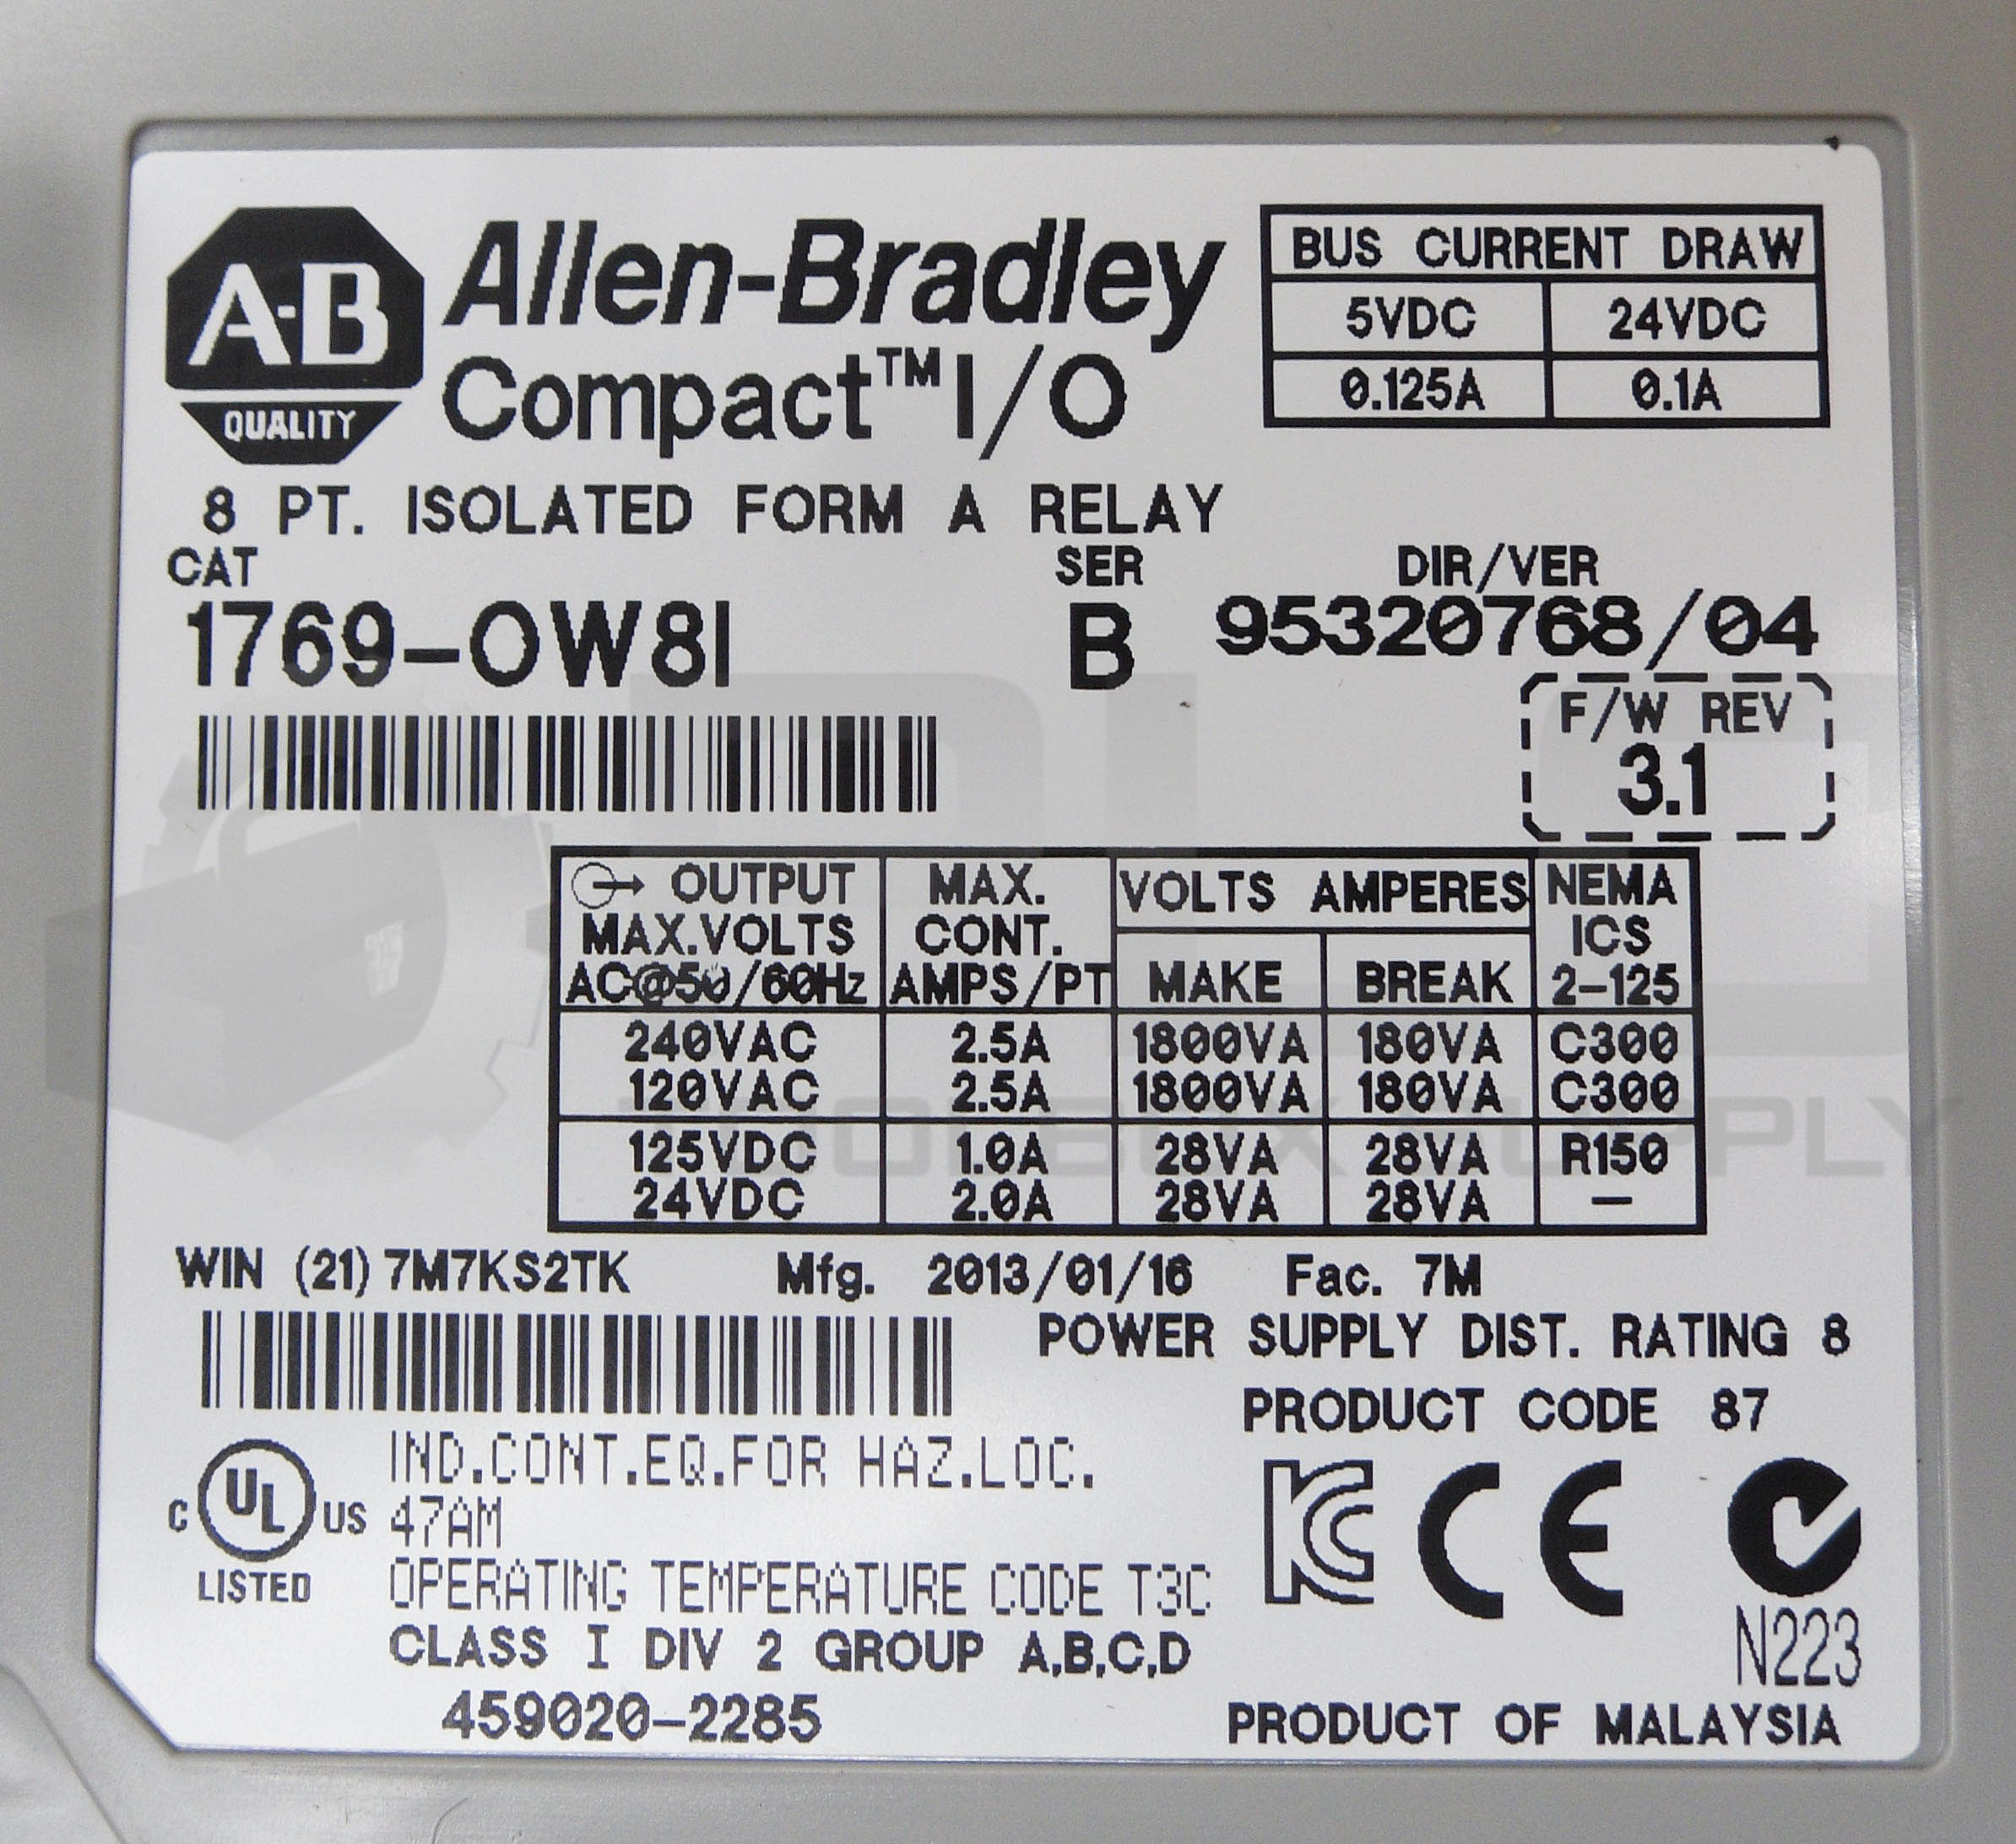 A-B
QUALITY
Allen-Bradley
Compact™ I/O
BUS CURRENT DRAW
5VDC 24VDC
0.125A 0.1A
8 PT. ISOLATED FORM A RELAY
CAT SER DIR/VER
1769-OW8I B 95320768/04
F/W REV
3.1
OUTPUT
MAX.VOLTS
AC@50/60Hz
MAX.
CONT.
AMPS/PT
VOLTS AMPERES
MAKE BREAK
NEMA
ICS
2-125
240VAC 2.5A 1800VA 180VA C300
120VAC 2.5A 1800VA 180VA C300
125VDC 1.0A 28VA 28VA R150
24VDC 2.0A 28VA 28VA –
WIN (21) 7M7KS2TK Mfg. 2013/01/16 Fac. 7M
POWER SUPPLY DIST. RATING 8
PRODUCT CODE 87
C UL US
LISTED
IND.CONT.EQ.FOR HAZ.LOC.
47AM
OPERATING TEMPERATURE CODE T3C
CLASS I DIV 2 GROUP A,B,C,D
459020-2285
KC CE
N223
PRODUCT OF MALAYSIA
TOOLBOX SUPPLY